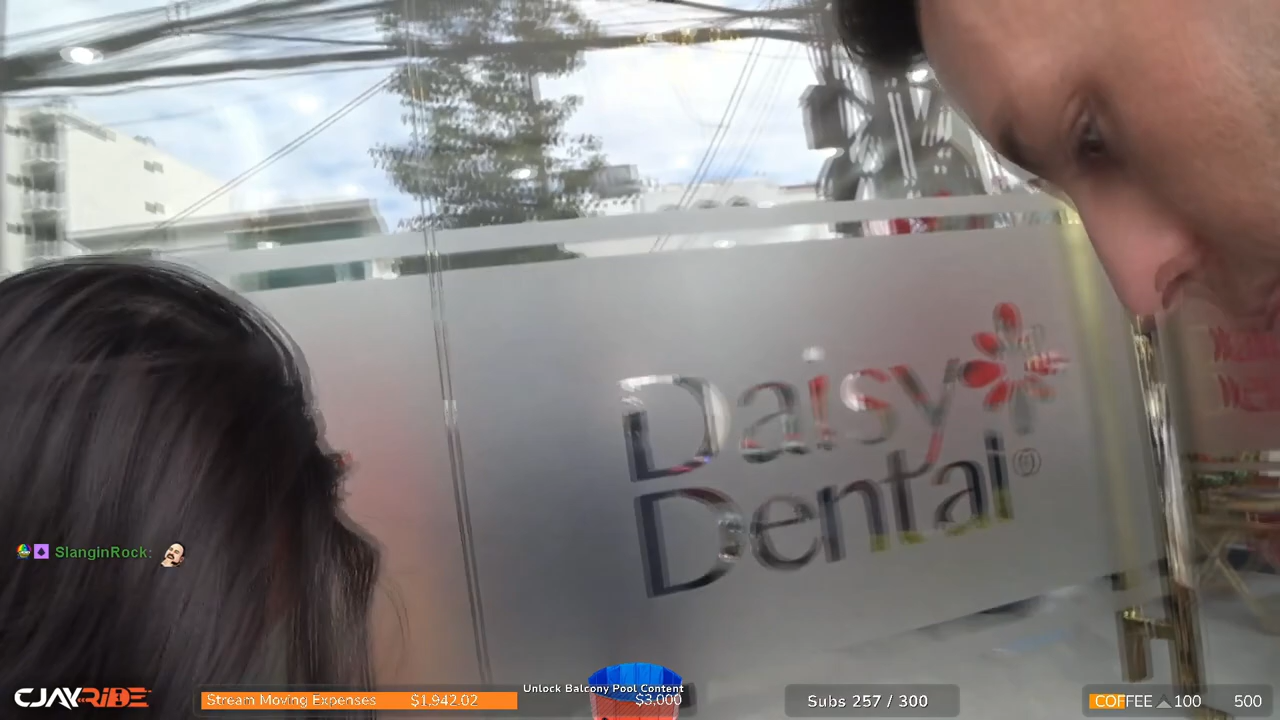 Daisy
Dental
SlanginRock:
CJAYRIDE
Stream Moving Expenses $1,942.02
Unlock Balcony Pool Content
$3,000
Subs 257 / 300
COFFEE 100 500